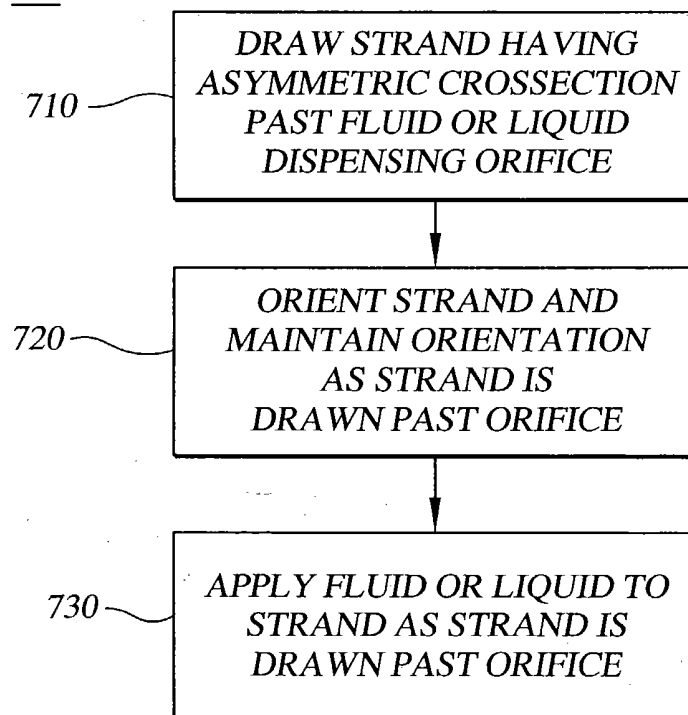 710
DRAW STRAND HAVING
ASYMMETRIC CROSSECTION
PAST FLUID OR LIQUID
DISPENSING ORIFICE
720
ORIENT STRAND AND
MAINTAIN ORIENTATION
AS STRAND IS
DRAWN PAST ORIFICE
730
APPLY FLUID OR LIQUID TO
STRAND AS STRAND IS
DRAWN PAST ORIFICE